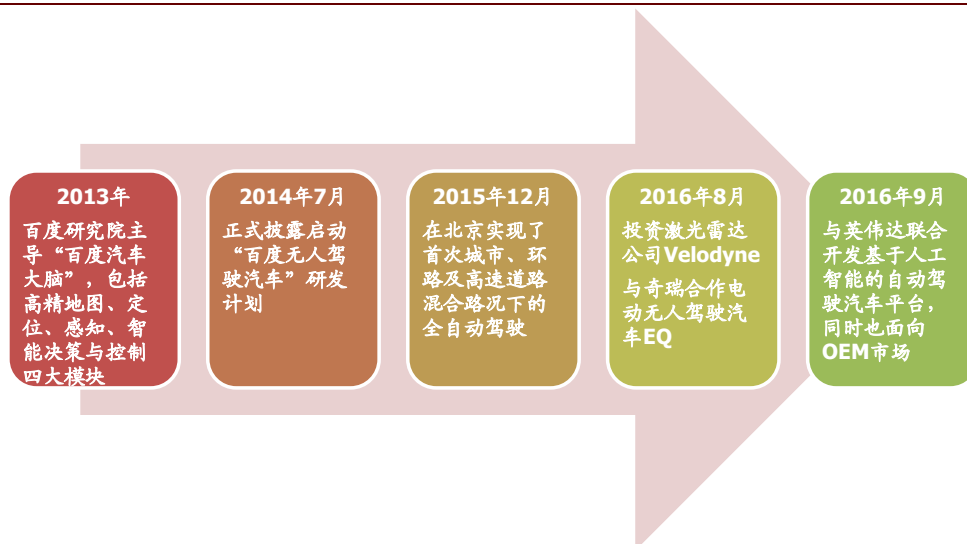 2013年
百度研究院主
导“百度汽车
大脑”，包括
高精地图、定
位、感知、智
能决策与控制
四大模块
2014年7月
正式披露启动
“百度无人驾
驶汽车”研发
计划
2015年12月
在北京实现了
首次城市、环
路及高速道路
混合路况下的
全自动驾驶
2016年8月
投资激光雷达
公司Velodyne
与奇瑞合作电
动无人驾驶汽
车EQ
2016年9月
与英伟达联合
开发基于人工
智能的自动驾
驶汽车平台，
同时也面向
OEM市场